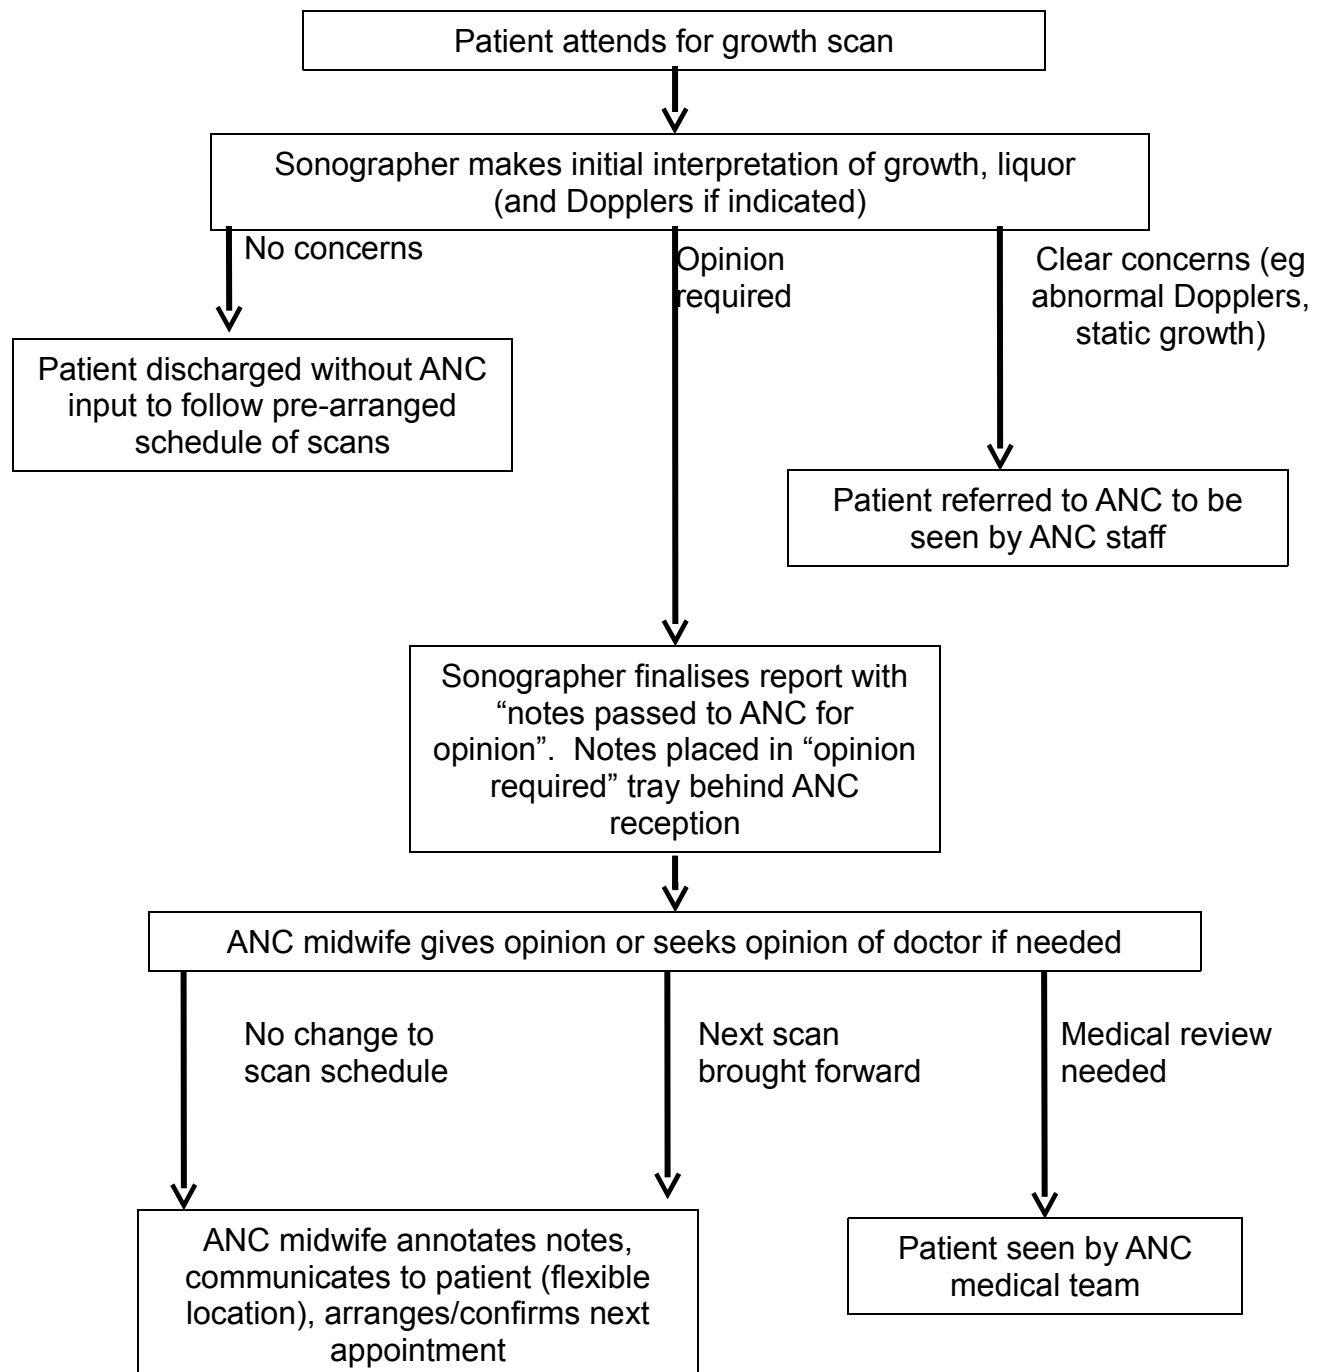 Patient attends for growth scan
Sonographer makes initial interpretation of growth, liquor
(and Dopplers if indicated)
No concerns
Opinion
required
Clear concerns (eg
abnormal Dopplers,
static growth)
Patient discharged without ANC
input to follow pre-arranged
schedule of scans
Patient referred to ANC to be
seen by ANC staff
Sonographer finalises report with
“notes passed to ANC for
opinion”.  Notes placed in “opinion
required” tray behind ANC
reception
ANC midwife gives opinion or seeks opinion of doctor if needed
No change to
scan schedule
Next scan
brought forward
Medical review
needed
ANC midwife annotates notes,
communicates to patient (flexible
location), arranges/confirms next
appointment
Patient seen by ANC
medical team